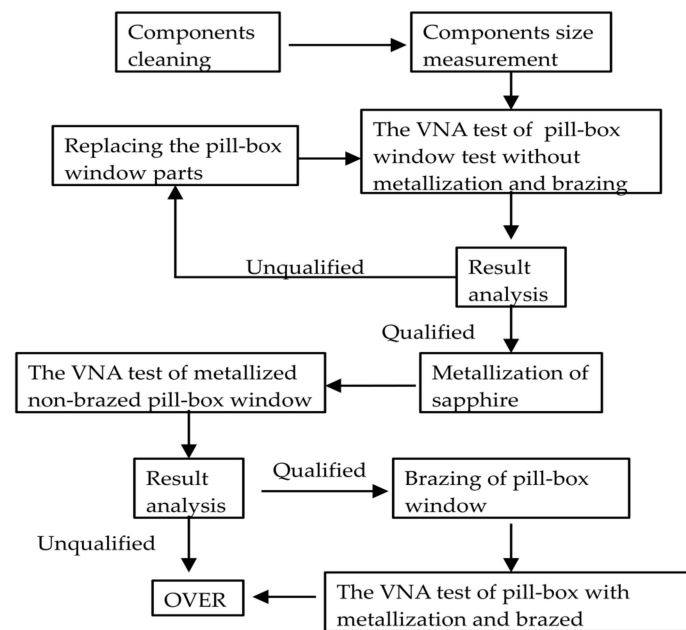 Components
cleaning
Components size
measurement
Replacing the pill-box
window parts
The VNA test of pill-box
window test without
metallization and brazing
Unqualified
Result
analysis
Qualified
The VNA test of metallized
non-brazed pill-box window
Metallization of
sapphire
Result
analysis
Qualified
Brazing of pill-box
window
Unqualified
OVER
The VNA test of pill-box with
metallization and brazed